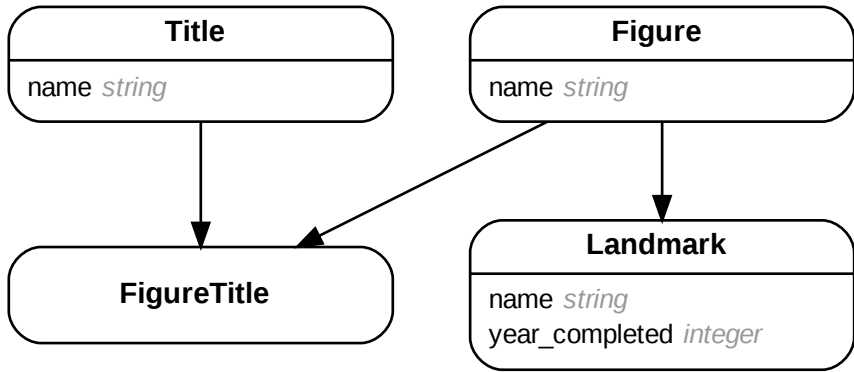 Title
name string
Figure
name string
FigureTitle
Landmark
name string
year_completed integer